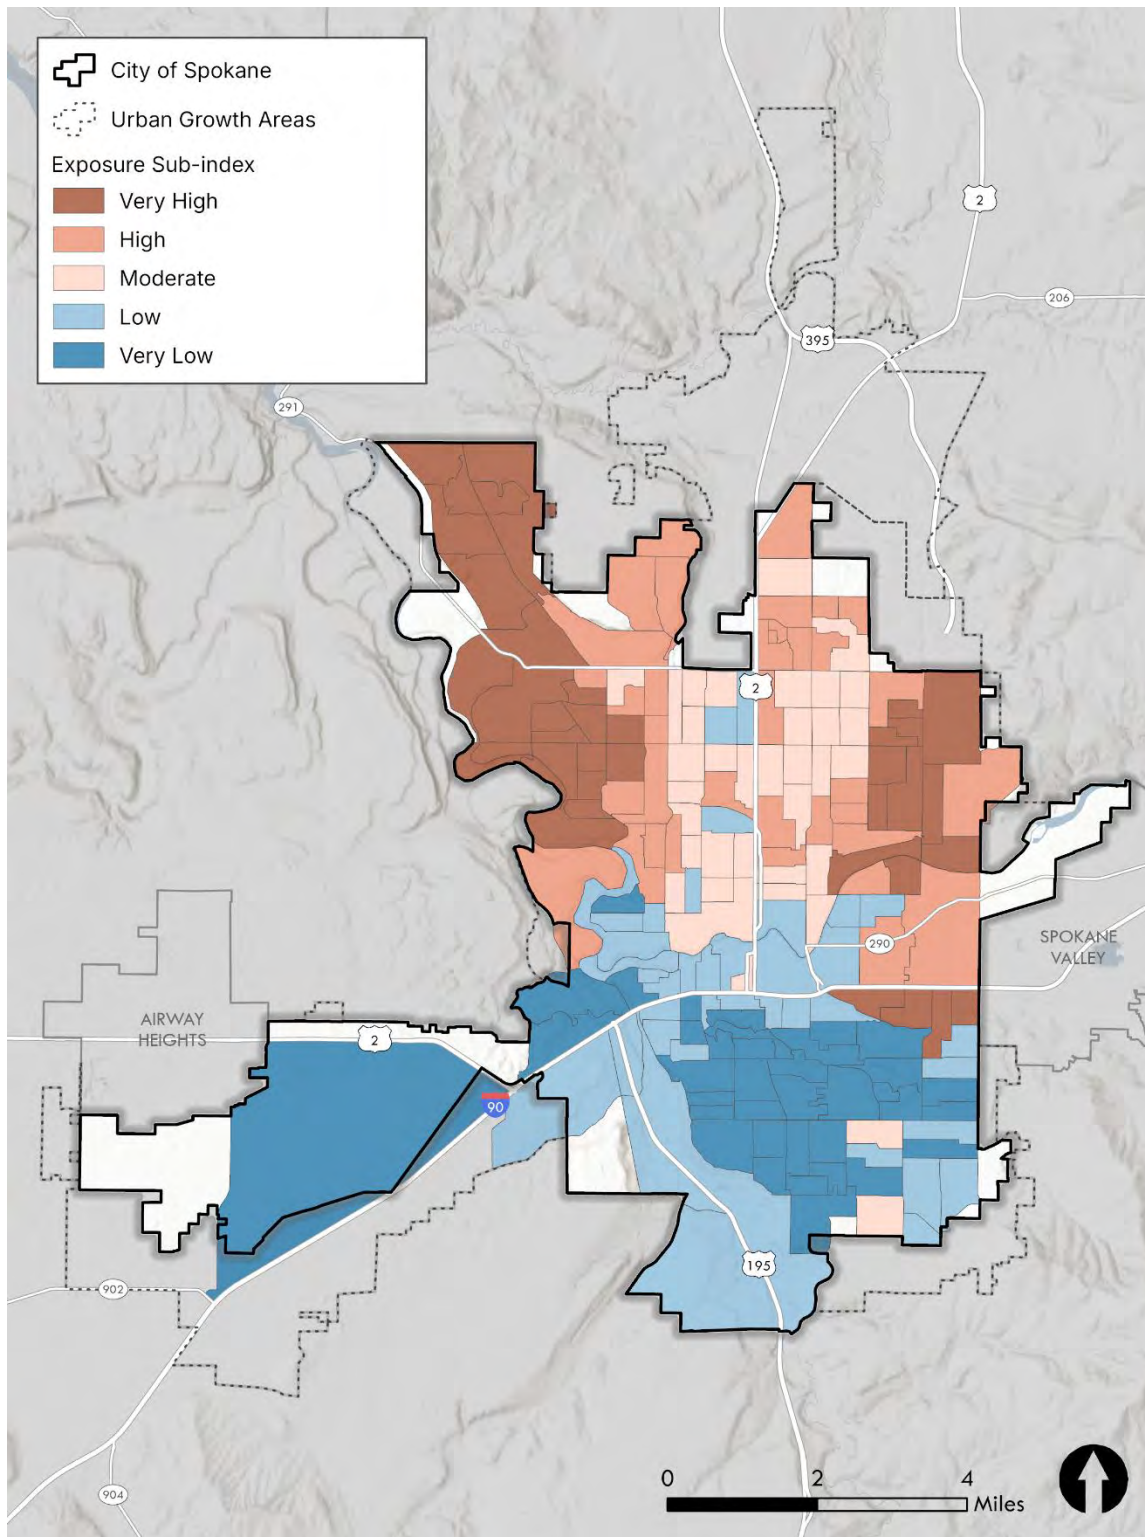 City of Spokane
Urban Growth Areas
Exposure Sub-index
Very High
High
Moderate
Low
Very Low
2
206
395
291
2
290
SPOKANE
VALLEY
AIRWAY
HEIGHTS
2
90
195
902
904
0 2 4
Miles